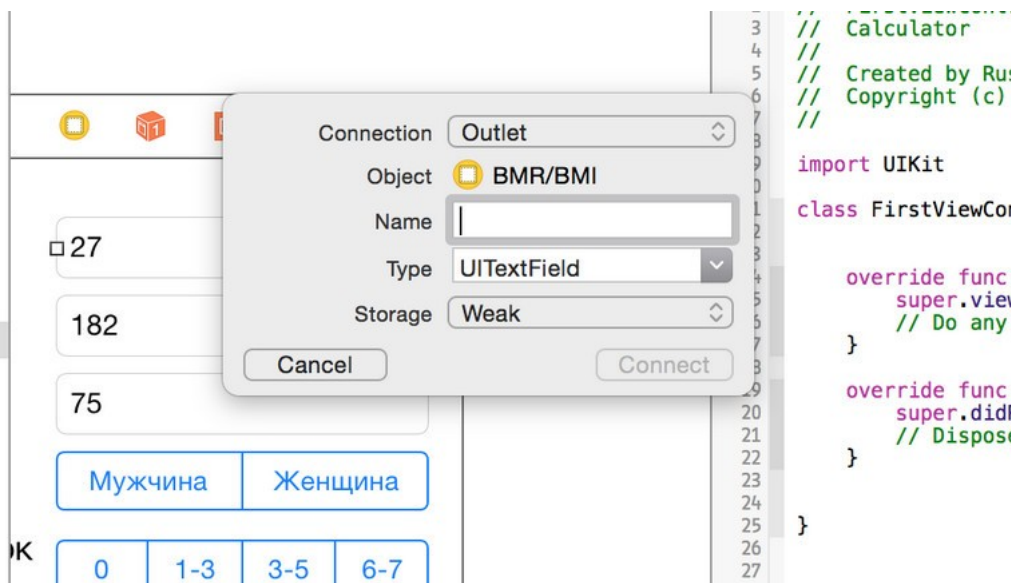 3 // Calculator
4 //
5 // Created by Rus
6 // Copyright (c)
7 //
import UIKit
class FirstViewCon
override func
super.view
// Do any
}
override func
super.did
20
21 // Dispose
22 }
23
24
25 }
26
27
Connection Outlet
Object BMR/BMI
Name
Type UITextField
Storage Weak
Cancel Connect
27
182
75
Мужчина Женщина
0 1-3 3-5 6-7